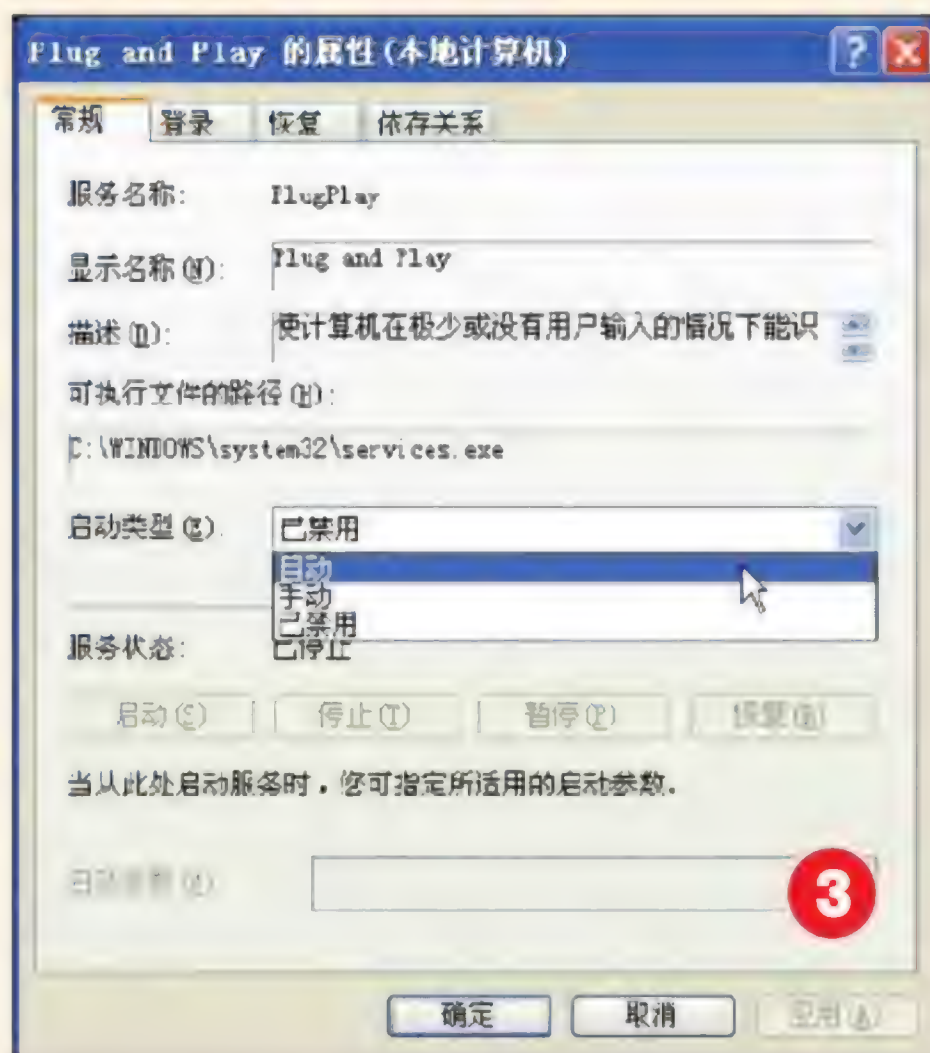 Plug and Play 的属性(本地计算机)
常规 登录 恢复 依存关系
服务名称: PlugPlay
显示名称(N): Plug and Play
描述(D): 使计算机在极少或没有用户输入的情况下能识
可执行文件的路径(H):
C:\WINDOWS\system32\services.exe
启动类型(E): 已禁用
自动
手动
已禁用
服务状态: 已停止
启动(S) 停止(T) 暂停(P) 恢复(R)
当从此处启动服务时，您可指定所适用的启动参数。
启动参数(M):
3
确定 取消 应用(A)